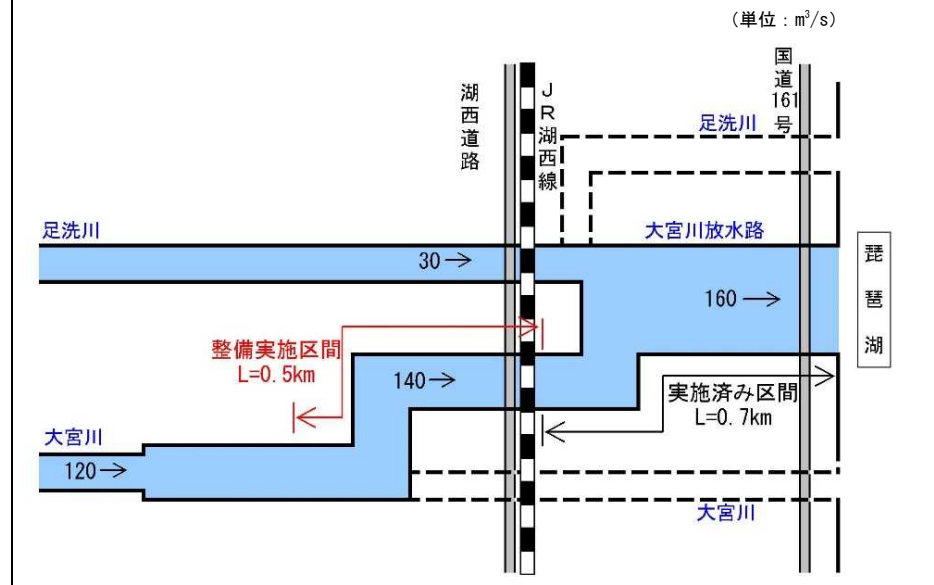 （単位：m³/s）
国道161号
湖西道路
JR湖西線
足洗川
足洗川
大宮川放水路
30→
琵琶湖
160→
整備実施区間
L=0.5km
140→
実施済み区間
L=0.7km
大宮川
120→
大宮川